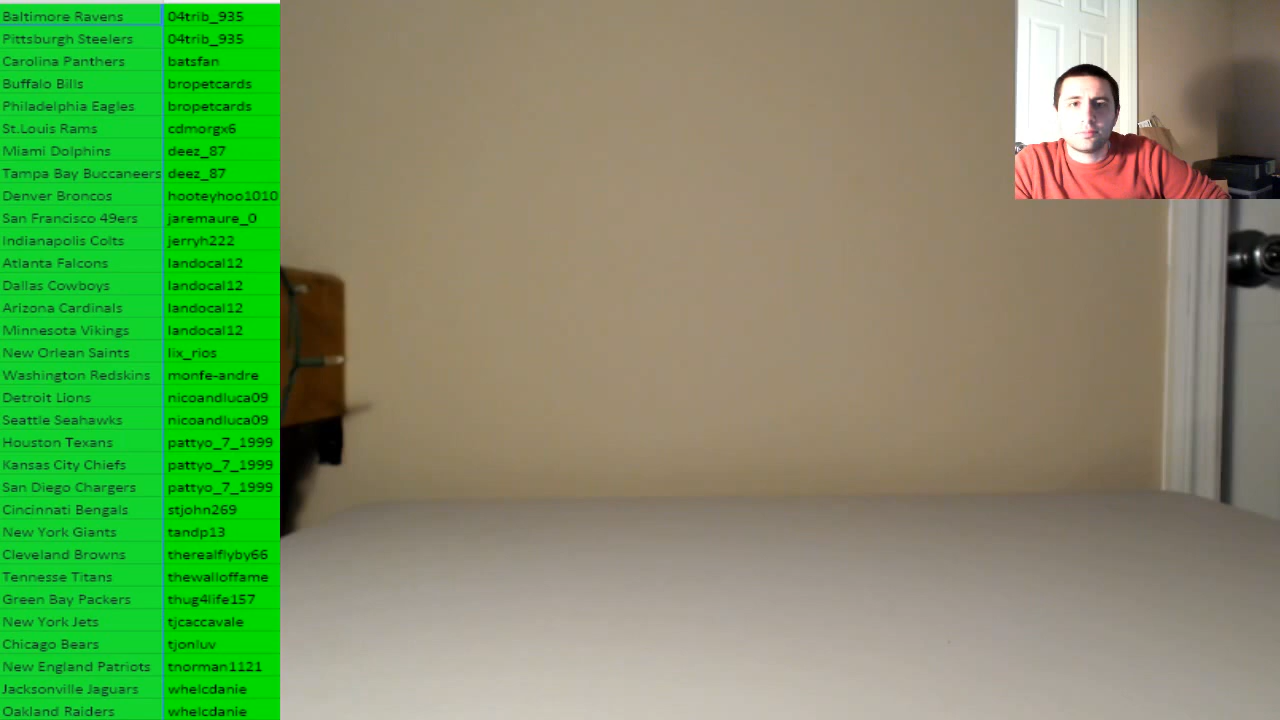 Baltimore Ravens 04trib_935
Pittsburgh Steelers 04trib_935
Carolina Panthers batsfan
Buffalo Bills bropetcards
Philadelphia Eagles bropetcards
St.Louis Rams cdmorgx6
Miami Dolphins deez_87
Tampa Bay Buccaneers deez_87
Denver Broncos hooteyhoo1010
San Francisco 49ers jaremaure_0
Indianapolis Colts jerryh222
Atlanta Falcons landocal12
Dallas Cowboys landocal12
Arizona Cardinals landocal12
Minnesota Vikings landocal12
New Orlean Saints lix_rios
Washington Redskins monfe-andre
Detroit Lions nicoandluca09
Seattle Seahawks nicoandluca09
Houston Texans pattyo_7_1999
Kansas City Chiefs pattyo_7_1999
San Diego Chargers pattyo_7_1999
Cincinnati Bengals stjohn269
New York Giants tandp13
Cleveland Browns therealflyby66
Tennesse Titans thewalloffame
Green Bay Packers thug4life157
New York Jets tjcaccavale
Chicago Bears tjonluv
New England Patriots tnorman1121
Jacksonville Jaguars whelcdanie
Oakland Raiders whelcdanie